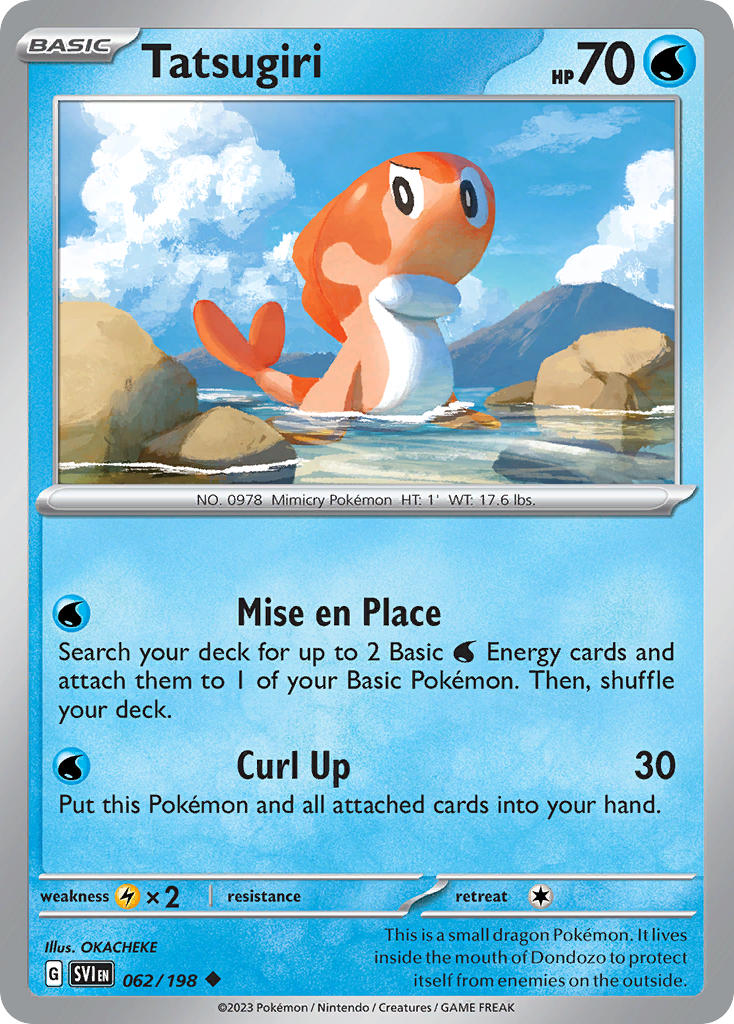 BASIC
Tatsugiri
HP 70
NO. 0978 Mimicry Pokémon HT: 1' WT: 17.6 lbs.
Mise en Place
Search your deck for up to 2 Basic Energy cards and
attach them to 1 of your Basic Pokémon. Then, shuffle
your deck.
Curl Up 30
Put this Pokémon and all attached cards into your hand.
weakness ×2 resistance retreat
Illus. OKACHEKE
G SVI EN 062/198
This is a small dragon Pokémon. It lives
inside the mouth of Dondozo to protect
itself from enemies on the outside.
©2023 Pokémon / Nintendo / Creatures / GAME FREAK